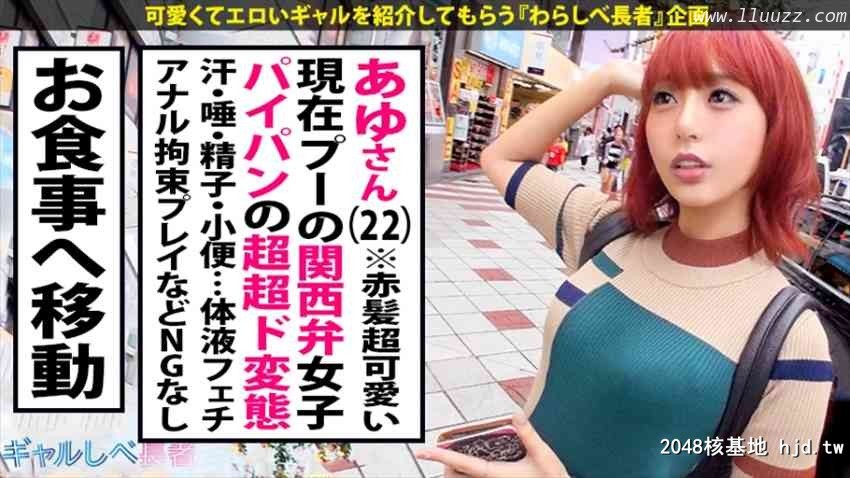 可愛くてエロいギャルを紹介してもらう『わらしべ長者』企画
www.11uuzz.com
あゆさん(22)※赤髪超可愛い
現在プーの関西弁女子
パイパンの超超ド変態
汗・唾・精子・小便…体液フェチ
アナル拘束プレイなどNGなし
お食事へ移動
ギャルしべ長者
2048核基地 hjd.tw